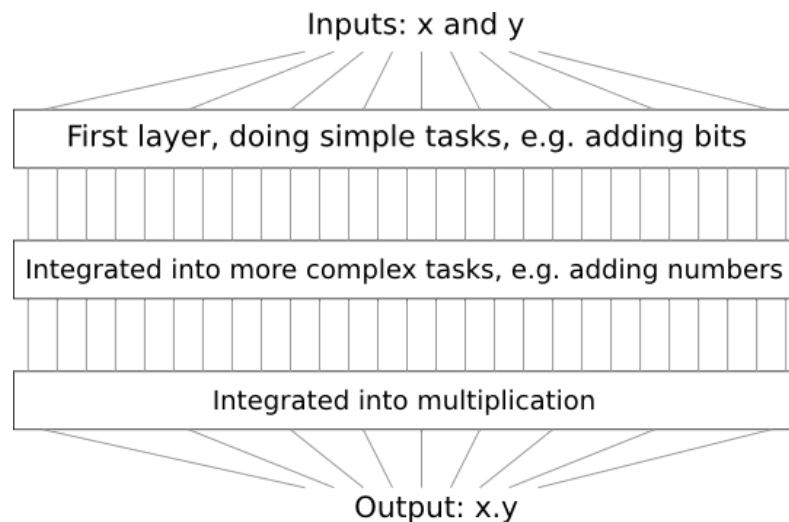 Inputs: x and y
First layer, doing simple tasks, e.g. adding bits
Integrated into more complex tasks, e.g. adding numbers
Integrated into multiplication
Output: x.y